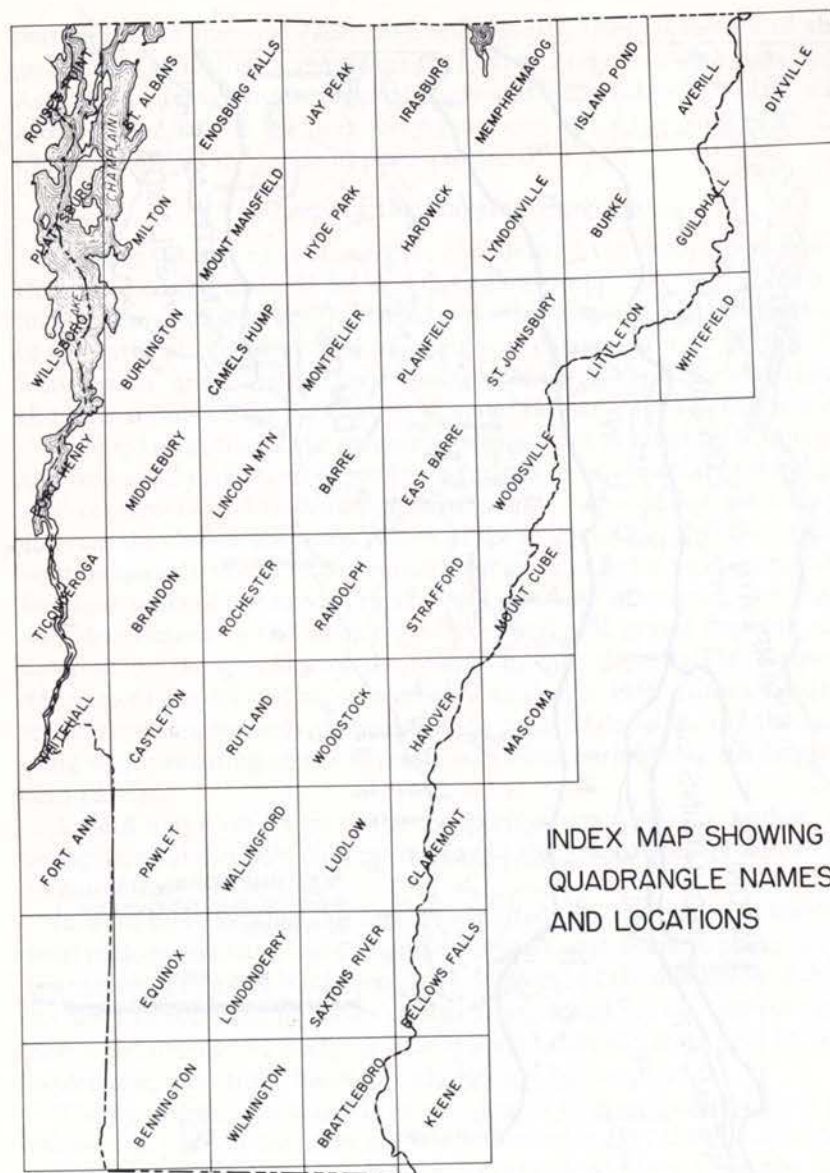 ROUSES POINT
ST. ALBANS
ENOSBURG FALLS
JAY PEAK
IRASBURG
MEMPHREMAGOG
ISLAND POND
AVERILL
DIXVILLE
PLATTSBURG
CHAMPLAIN
MILTON
MOUNT MANSFIELD
HYDE PARK
HARDWICK
LYNDONVILLE
BURKE
GUILDHALL
WILLSBORO
LAKE
BURLINGTON
CAMELS HUMP
MONTPELIER
PLAINFIELD
ST. JOHNSBURY
LITTLETON
WHITEFIELD
HENRY
MIDDLEBURY
LINCOLN MTN
BARRE
EAST BARRE
WOODSVILLE
TICONDEROGA
BRANDON
ROCHESTER
RANDOLPH
STRAFFORD
MOUNT CUBE
WHITEHALL
CASTLETON
RUTLAND
WOODSTOCK
HANOVER
MASCOMA
FORT ANN
PAWLET
WALLINGFORD
LUDLOW
CLAREMONT
INDEX MAP SHOWING
QUADRANGLE NAMES
AND LOCATIONS
EQUINOX
LONDONDERRY
SAXTONS RIVER
BELLOWS FALLS
BENNINGTON
WILMINGTON
BRATTLEBORO
KEENE